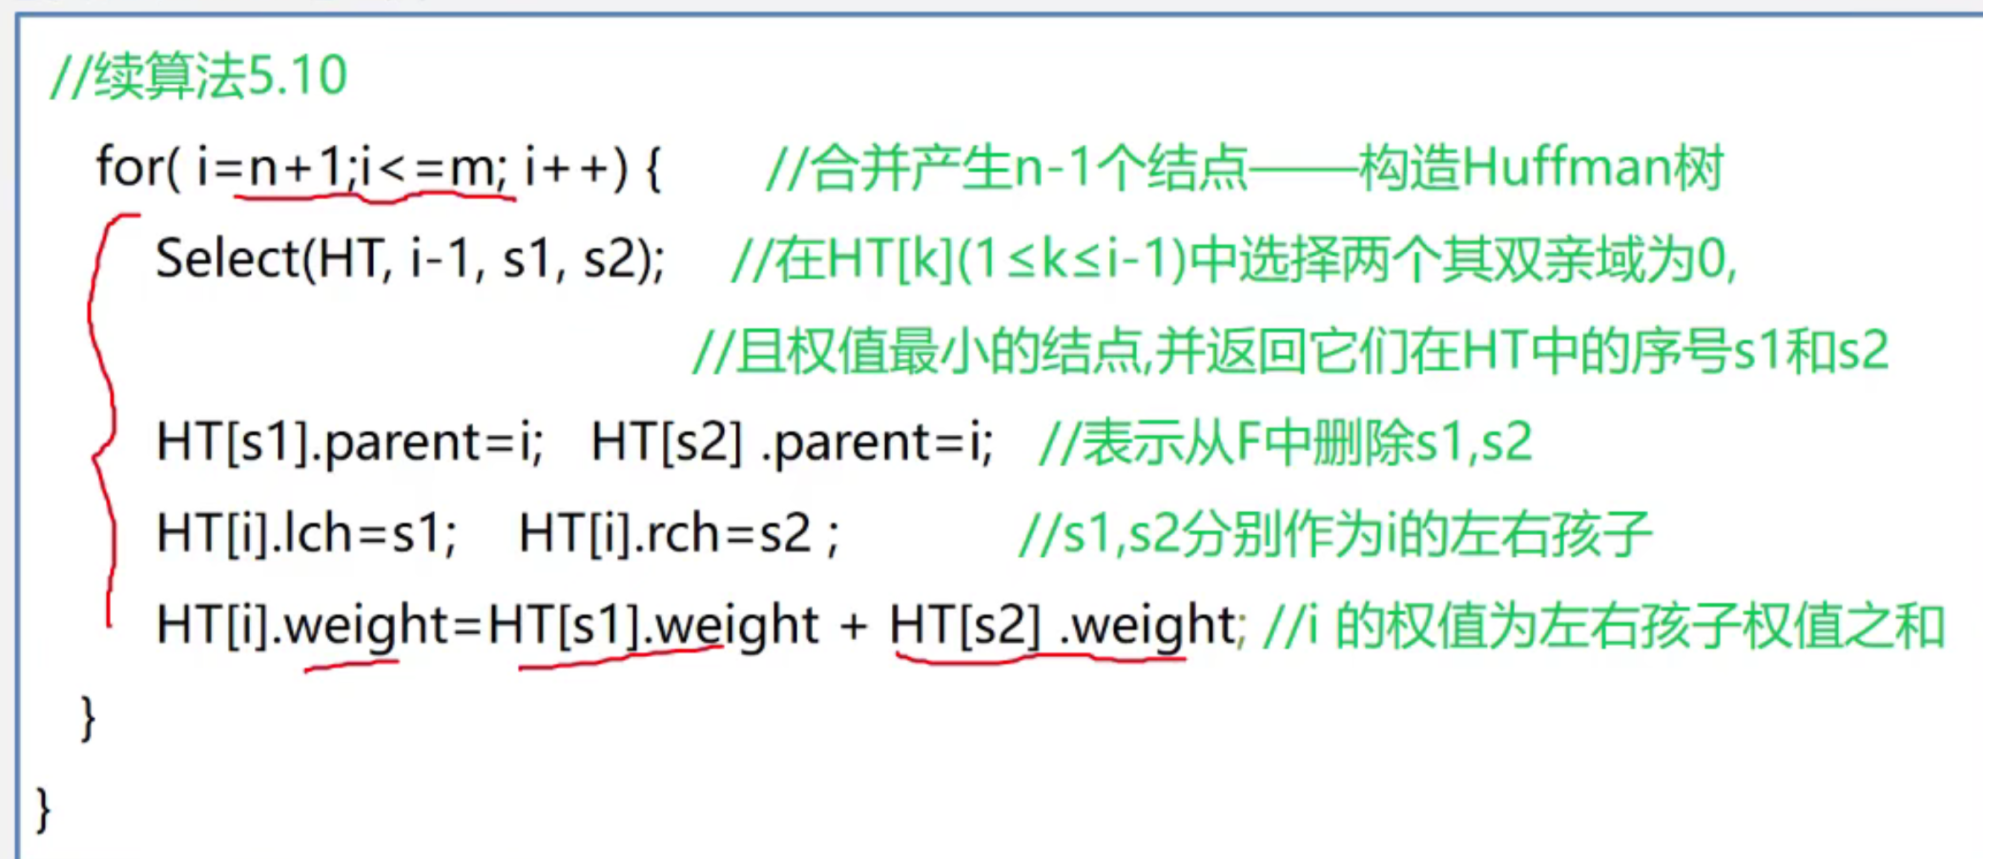 //续算法5.10
for( i=n+1;i<=m; i++) { //合并产生n-1个结点——构造Huffman树
Select(HT, i-1, s1, s2); //在HT[k](1≤k≤i-1)中选择两个其双亲域为0,
//且权值最小的结点,并返回它们在HT中的序号s1和s2
HT[s1].parent=i; HT[s2] .parent=i; //表示从F中删除s1,s2
HT[i].lch=s1; HT[i].rch=s2 ; //s1,s2分别作为i的左右孩子
HT[i].weight=HT[s1].weight + HT[s2] .weight; //i 的权值为左右孩子权值之和
}
}